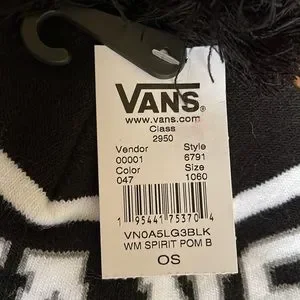 VANS®
www.vans.com
Class
2950
Vendor Style
00001 6791
Color Size
047 1060
1 95441 75370 4
VN0A5LG3BLK
WM SPIRIT POM B
OS